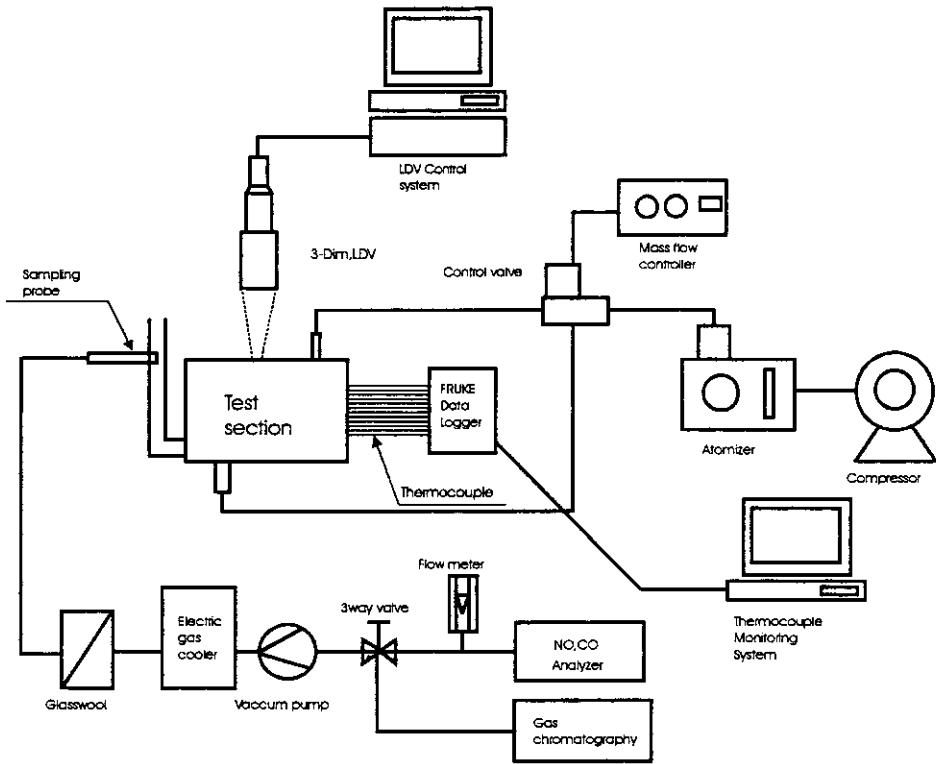 LDV Control
system
3-Dim,LDV
Mass flow
controller
Control valve
Sampling
probe
Test
section
FRUKE
Data
Logger
Atomizer
Compressor
Thermocouple
Flow meter
3way valve
Electric
gas
cooler
NO,CO
Analyzer
Thermocouple
Monitoring
System
Glasswool
Vaccum pump
Gas
chromatography